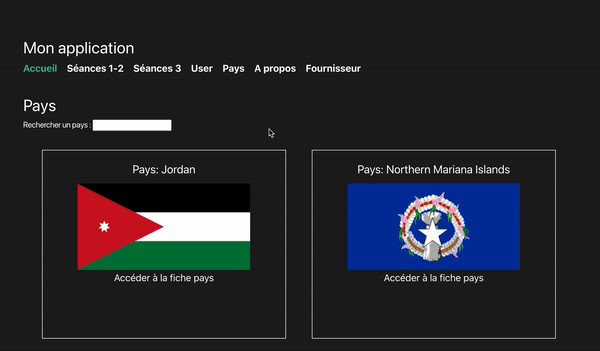 Mon application
Accueil Séances 1-2 Séances 3 User Pays A propos Fournisseur
Pays
Rechercher un pays :
Pays: Jordan
Pays: Northern Mariana Islands
Accéder à la fiche pays
Accéder à la fiche pays